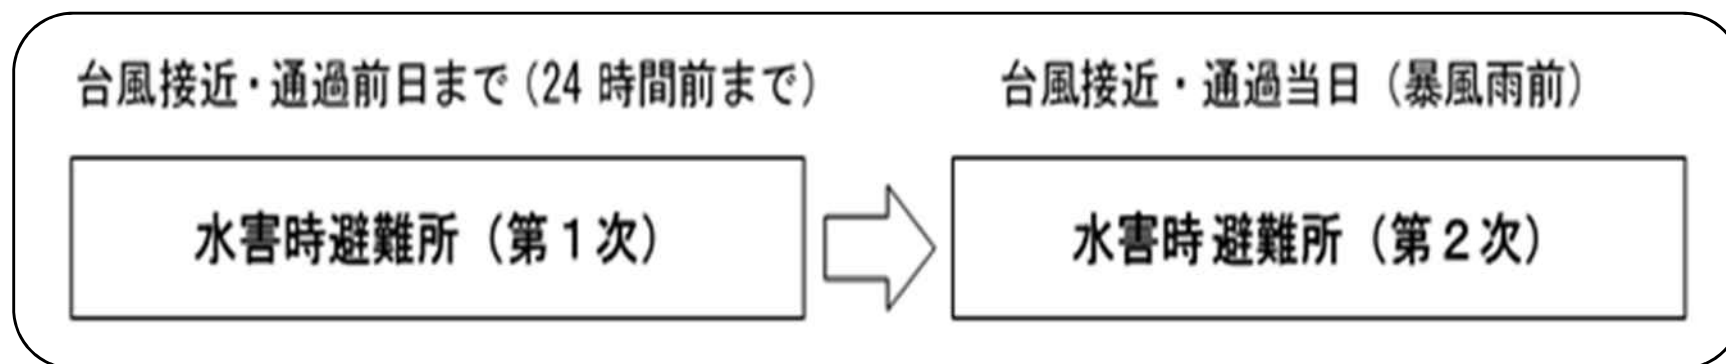 台風接近・通過前日まで（24 時間前まで）
台風接近・通過当日（暴風雨前）
水害時避難所（第１次）
水害時避難所（第２次）